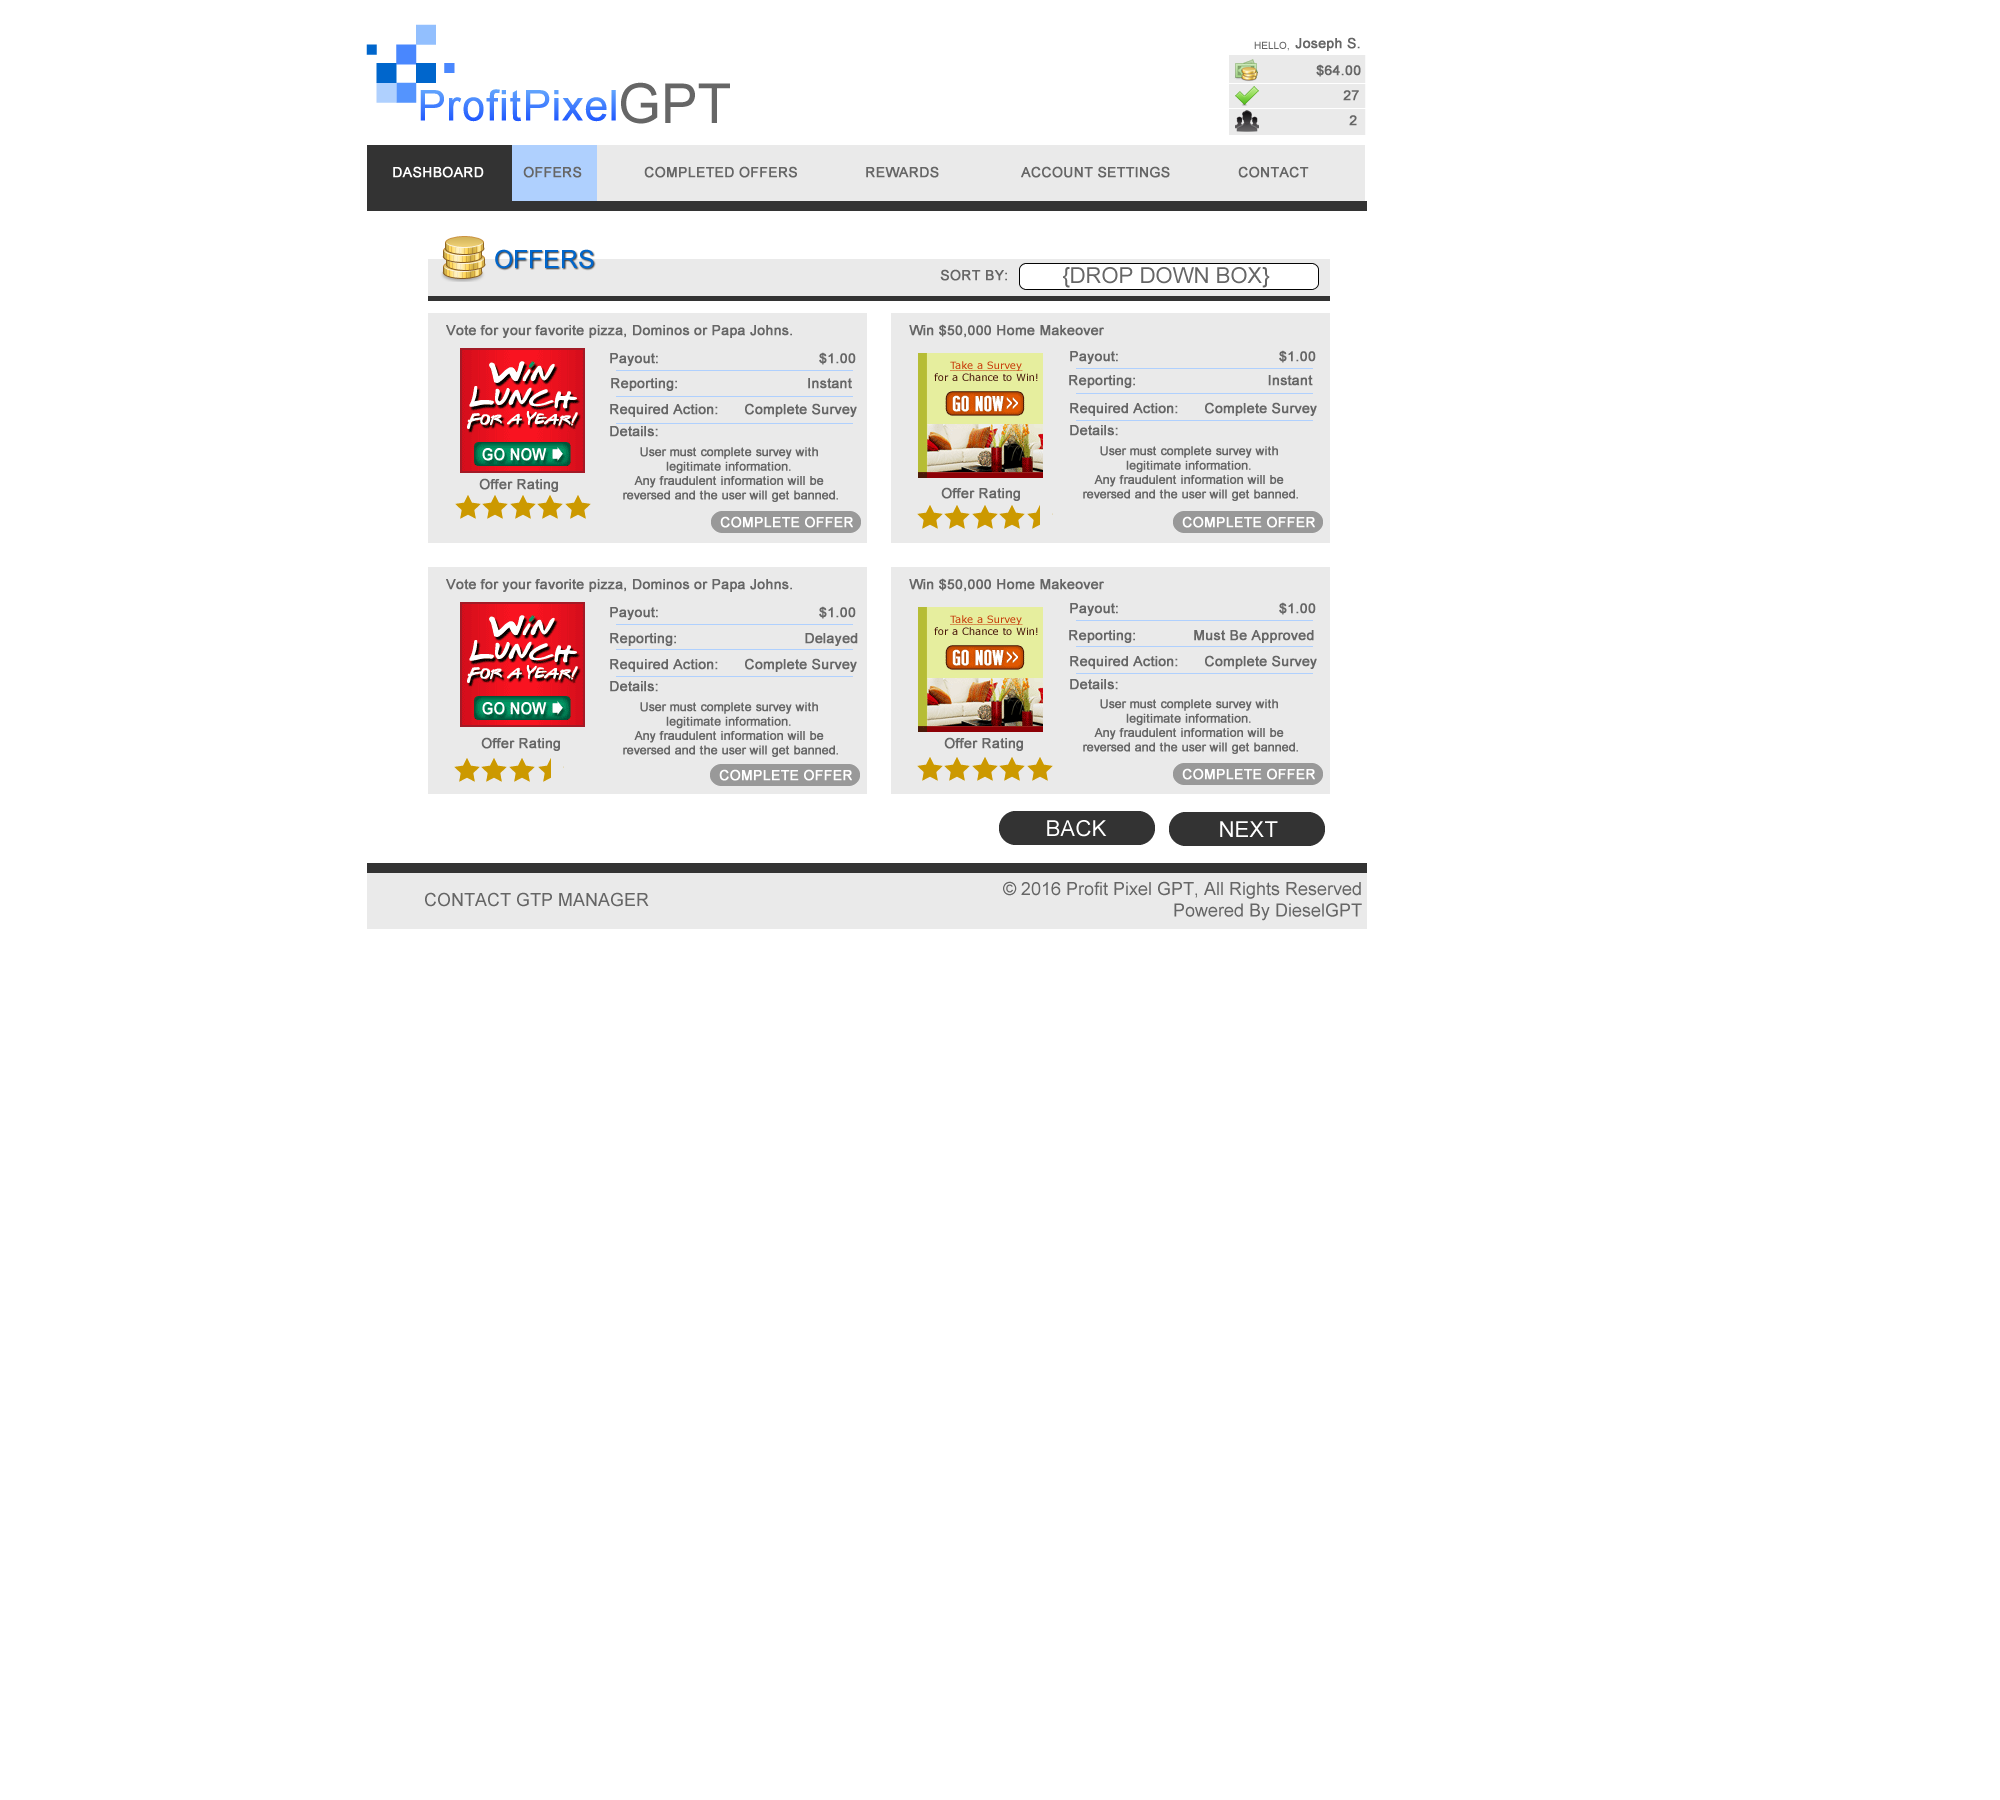 ProfitPixelGPT
HELLO, Joseph S.
$64.00
27
2
DASHBOARD OFFERS COMPLETED OFFERS REWARDS ACCOUNT SETTINGS CONTACT
OFFERS
SORT BY: {DROP DOWN BOX}
Vote for your favorite pizza, Dominos or Papa Johns.
WIN
LUNCH
FOR A YEAR!
GO NOW
Offer Rating
Payout: $1.00
Reporting: Instant
Required Action: Complete Survey
Details:
User must complete survey with
legitimate information.
Any fraudulent information will be
reversed and the user will get banned.
COMPLETE OFFER
Win $50,000 Home Makeover
Take a Survey
for a Chance to Win!
GO NOW >>
Offer Rating
Payout: $1.00
Reporting: Instant
Required Action: Complete Survey
Details:
User must complete survey with
legitimate information.
Any fraudulent information will be
reversed and the user will get banned.
COMPLETE OFFER
Vote for your favorite pizza, Dominos or Papa Johns.
WIN
LUNCH
FOR A YEAR!
GO NOW
Offer Rating
Payout: $1.00
Reporting: Delayed
Required Action: Complete Survey
Details:
User must complete survey with
legitimate information.
Any fraudulent information will be
reversed and the user will get banned.
COMPLETE OFFER
Win $50,000 Home Makeover
Take a Survey
for a Chance to Win!
GO NOW >>
Offer Rating
Payout: $1.00
Reporting: Must Be Approved
Required Action: Complete Survey
Details:
User must complete survey with
legitimate information.
Any fraudulent information will be
reversed and the user will get banned.
COMPLETE OFFER
BACK NEXT
CONTACT GTP MANAGER
© 2016 Profit Pixel GPT, All Rights Reserved
Powered By DieselGPT